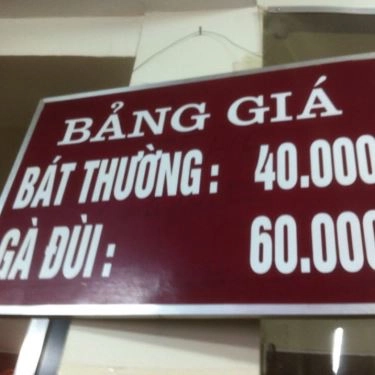 BẢNG GIÁ
BÁT THƯỜNG: 40.000
GÀ ĐÙI: 60.000